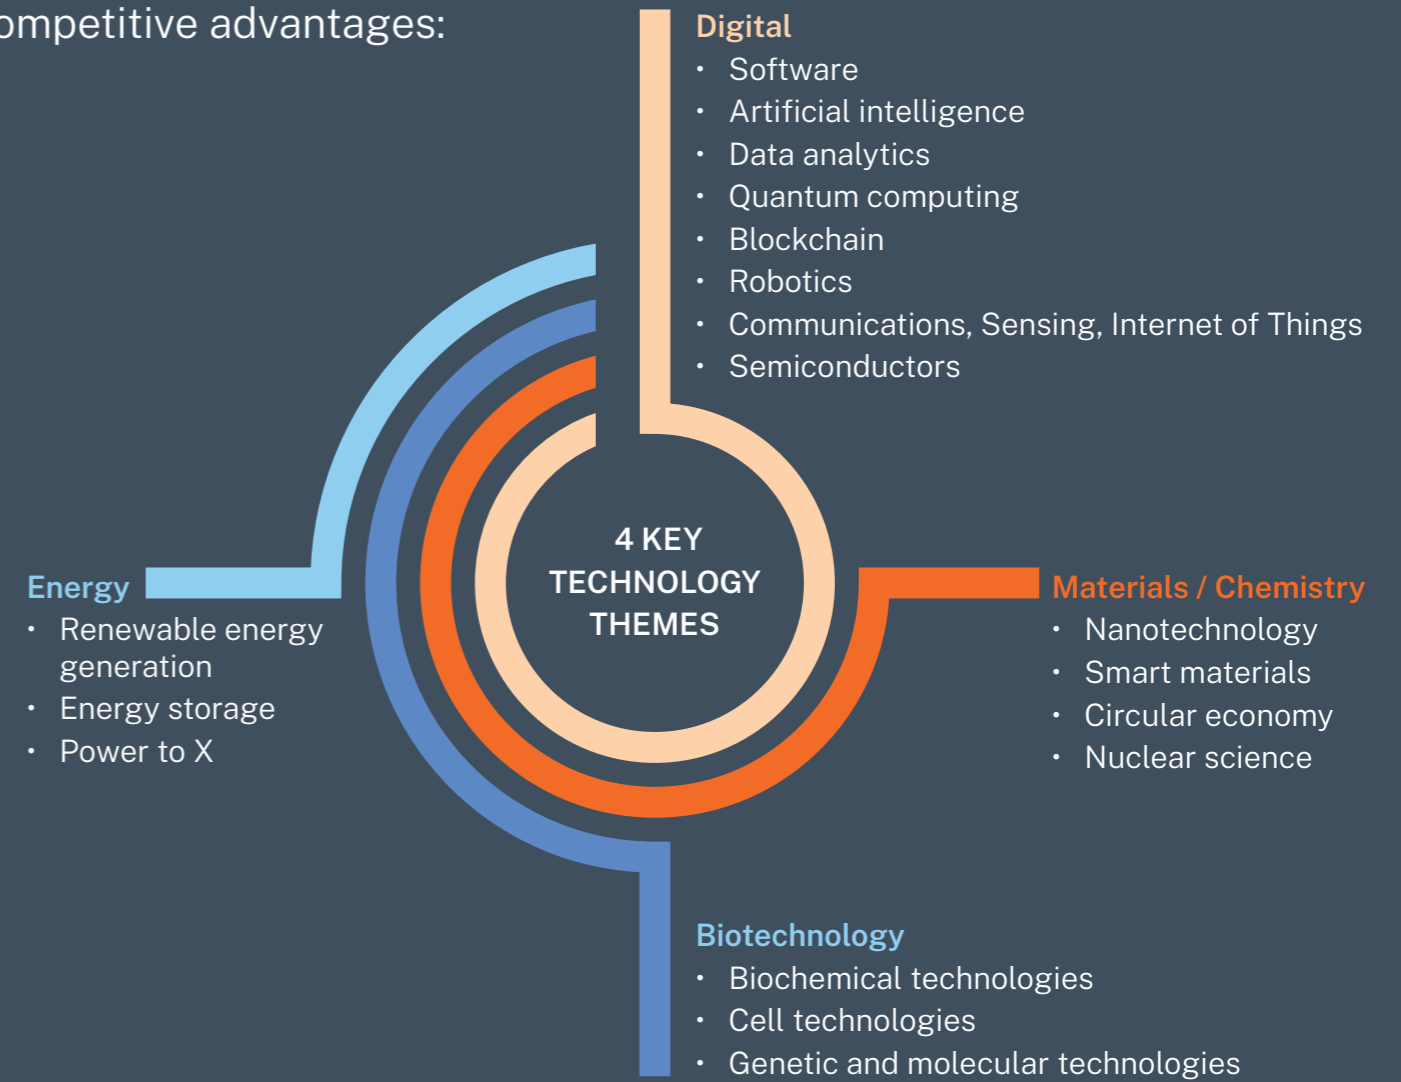 ompetitive advantages:
Digital
• Software
• Artificial intelligence
• Data analytics
• Quantum computing
• Blockchain
• Robotics
• Communications, Sensing, Internet of Things
• Semiconductors
4 KEY
TECHNOLOGY
THEMES
Energy
• Renewable energy
generation
• Energy storage
• Power to X
Materials / Chemistry
• Nanotechnology
• Smart materials
• Circular economy
• Nuclear science
Biotechnology
• Biochemical technologies
• Cell technologies
• Genetic and molecular technologies